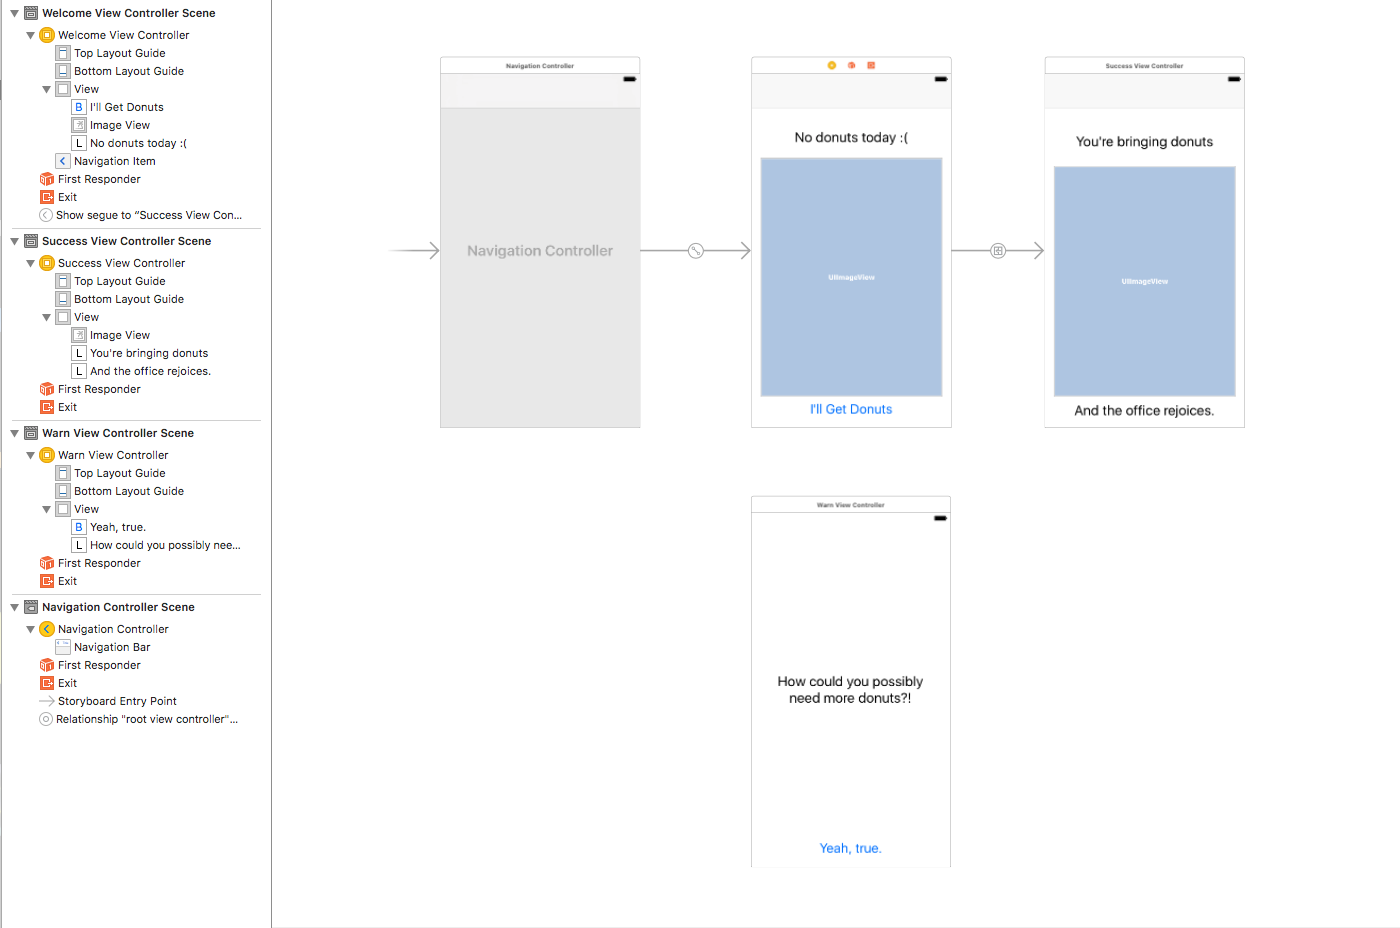 Welcome View Controller Scene
Welcome View Controller
Top Layout Guide
Bottom Layout Guide
View
B I'll Get Donuts
Image View
L No donuts today :(
Navigation Item
First Responder
Exit
Show segue to “Success View Con...
Success View Controller Scene
Success View Controller
Top Layout Guide
Bottom Layout Guide
View
Image View
L You're bringing donuts
L And the office rejoices.
First Responder
Exit
Warn View Controller Scene
Warn View Controller
Top Layout Guide
Bottom Layout Guide
View
B Yeah, true.
L How could you possibly nee...
First Responder
Exit
Navigation Controller Scene
Navigation Controller
Navigation Bar
First Responder
Exit
Storyboard Entry Point
Relationship "root view controller"...
Navigation Controller
Navigation Controller
No donuts today :(
UIImageView
I'll Get Donuts
Success View Controller
You're bringing donuts
UIImageView
And the office rejoices.
Warn View Controller
How could you possibly
need more donuts?!
Yeah, true.